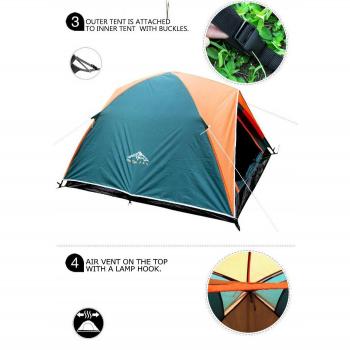 3 OUTER TENT IS ATTACHED
TO INNER TENT WITH BUCKLES.
4 AIR VENT ON THE TOP
WITH A LAMP HOOK.